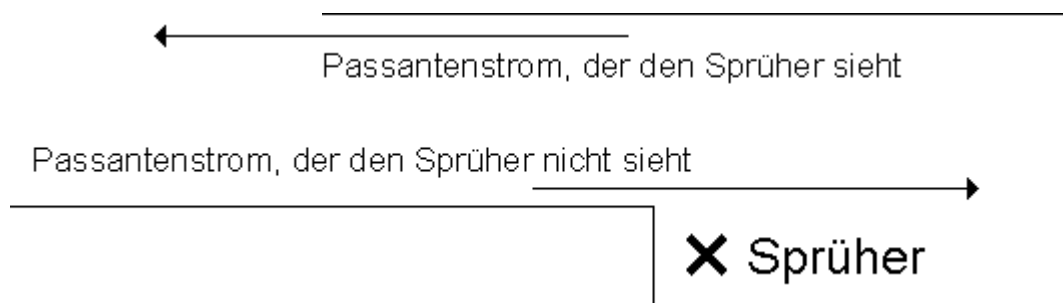 Passantenstrom, der den Sprüher sieht
Passantenstrom, der den Sprüher nicht sieht
Sprüher